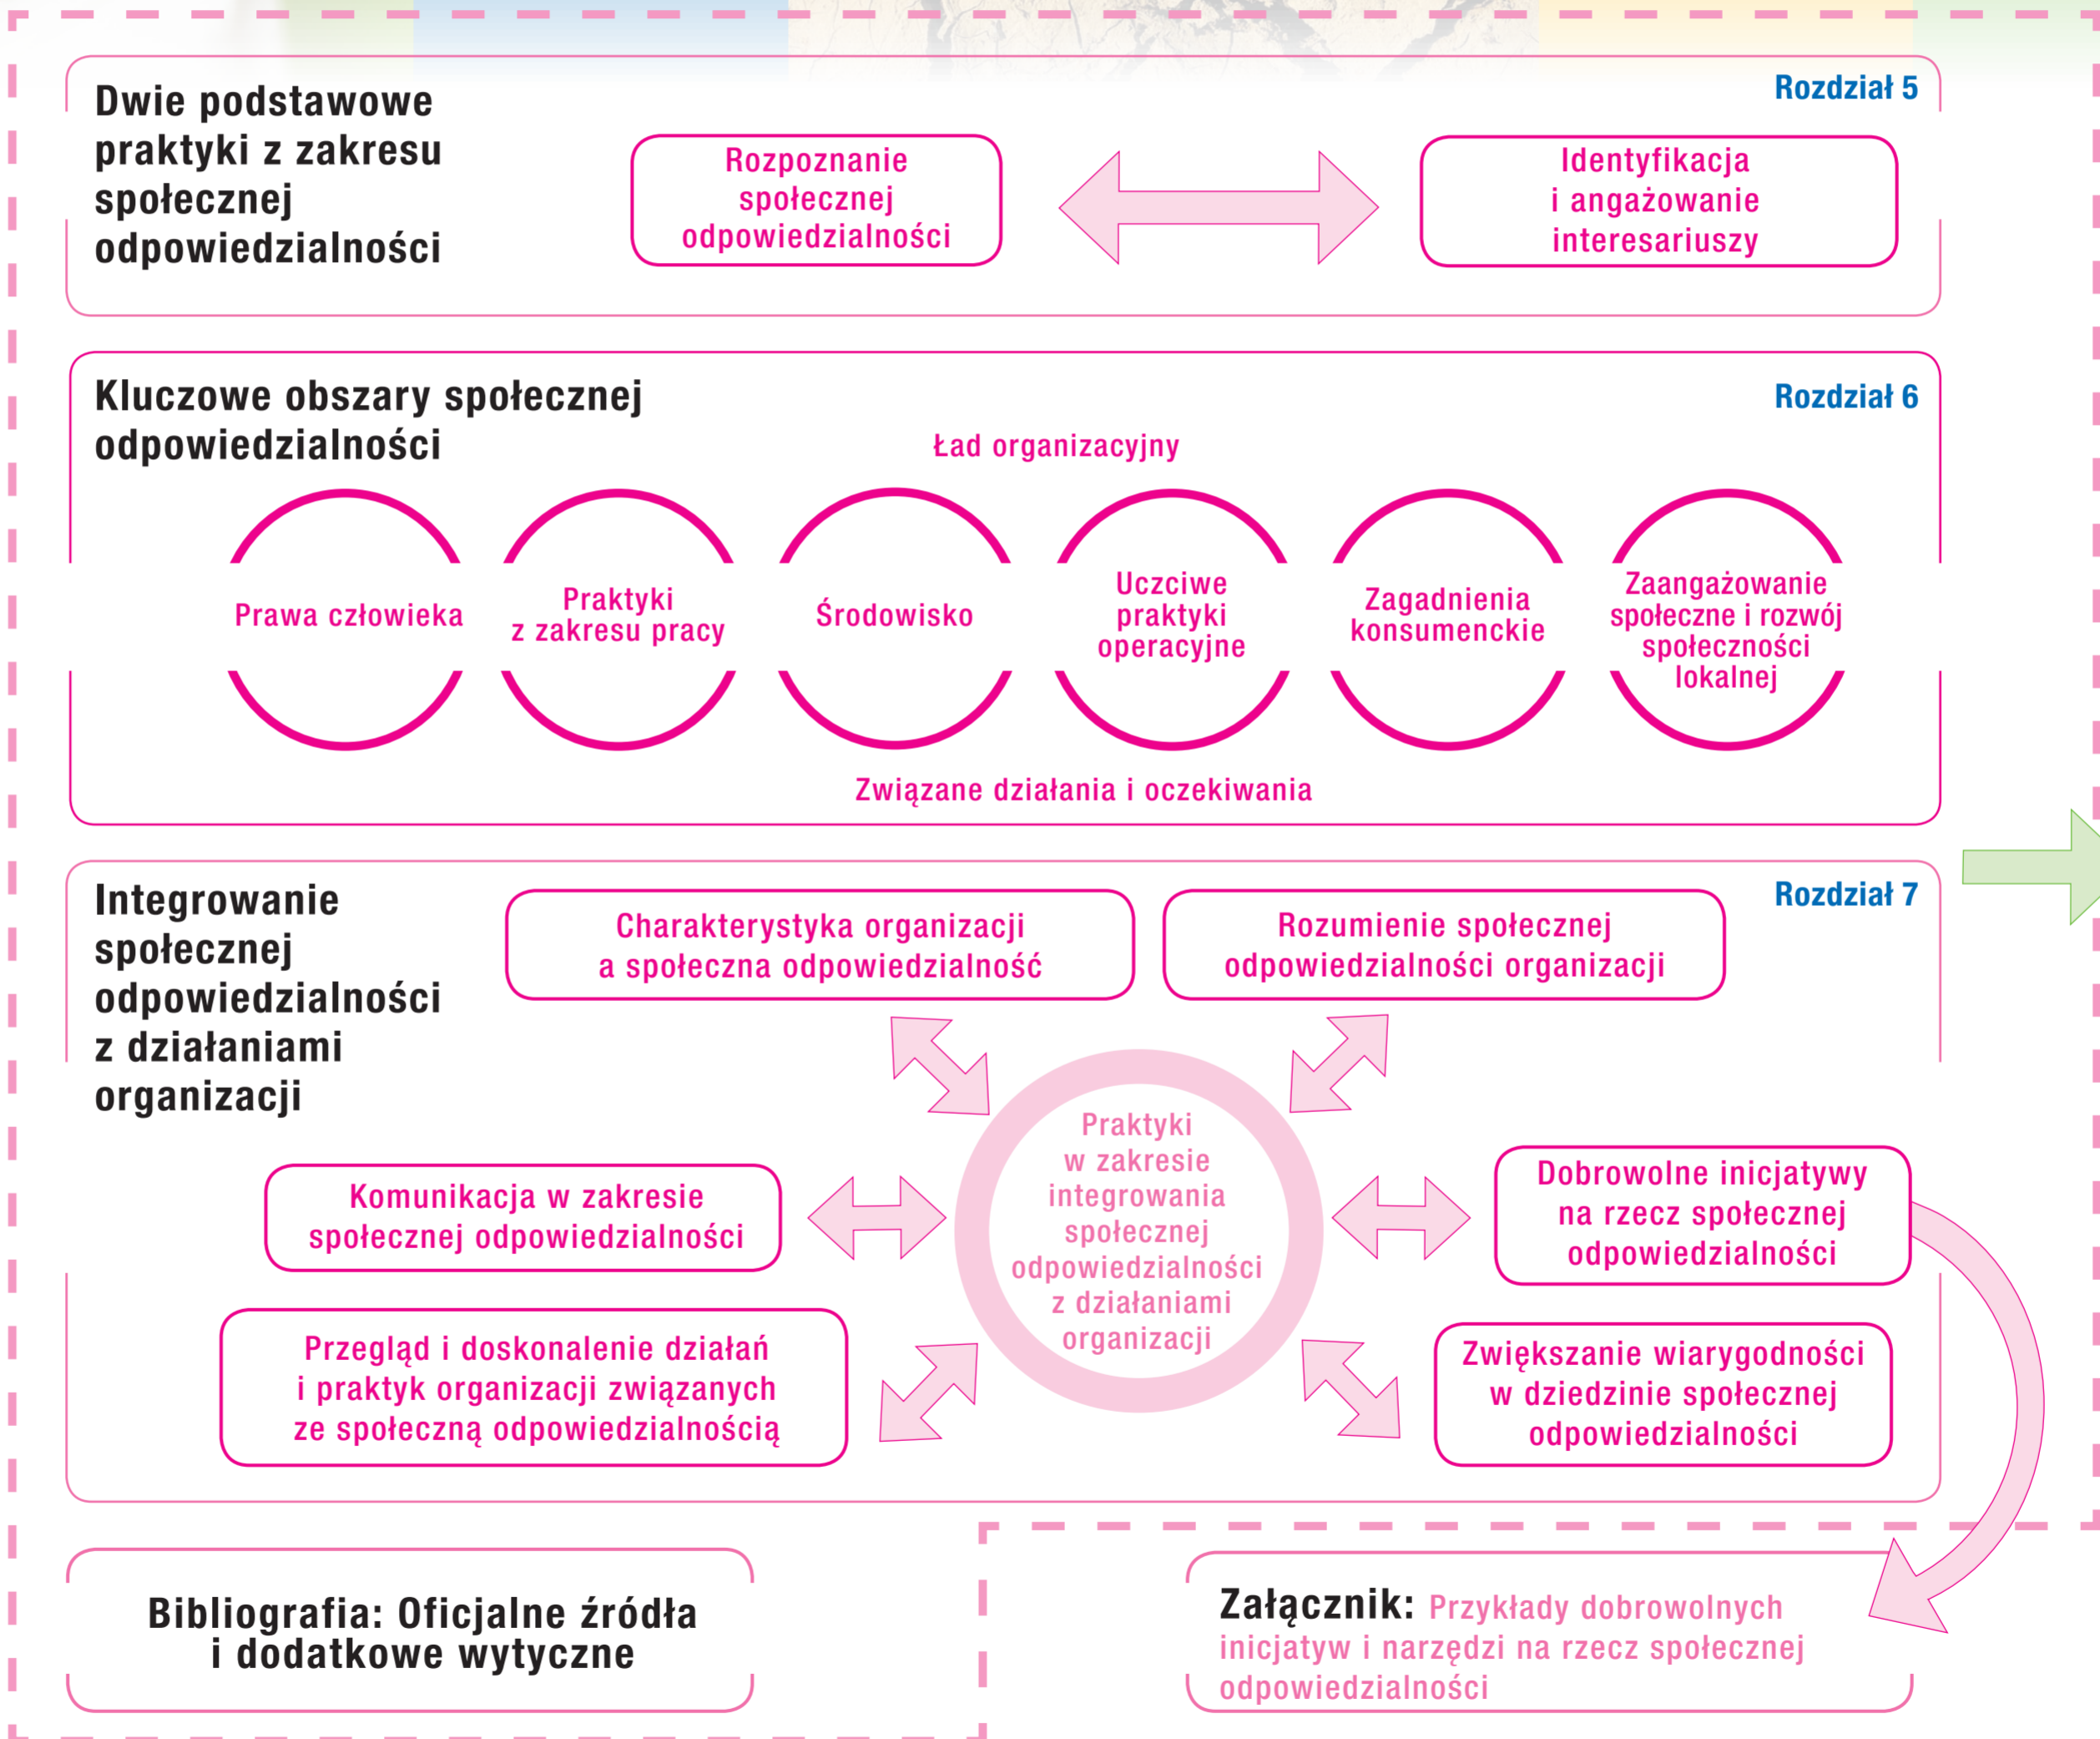 Dwie podstawowe
praktyki z zakresu
społecznej
odpowiedzialności
Rozdział 5
Rozpoznanie
społecznej
odpowiedzialności
Identyfikacja
i angażowanie
interesariuszy
Kluczowe obszary społecznej
odpowiedzialności
Rozdział 6
Ład organizacyjny
Prawa człowieka
Praktyki
z zakresu pracy
Środowisko
Uczciwe
praktyki
operacyjne
Zagadnienia
konsumenckie
Zaangażowanie
społeczne i rozwój
społeczności
lokalnej
Związane działania i oczekiwania
Integrowanie
społecznej
odpowiedzialności
z działaniami
organizacji
Rozdział 7
Charakterystyka organizacji
a społeczna odpowiedzialność
Rozumienie społecznej
odpowiedzialności organizacji
Praktyki
w zakresie
integrowania
społecznej
odpowiedzialności
z działaniami
organizacji
Komunikacja w zakresie
społecznej odpowiedzialności
Dobrowolne inicjatywy
na rzecz społecznej
odpowiedzialności
Przegląd i doskonalenie działań
i praktyk organizacji związanych
ze społeczną odpowiedzialnością
Zwiększanie wiarygodności
w dziedzinie społecznej
odpowiedzialności
Bibliografia: Oficjalne źródła
i dodatkowe wytyczne
Załącznik: Przykłady dobrowolnych
inicjatyw i narzędzi na rzecz społecznej
odpowiedzialności